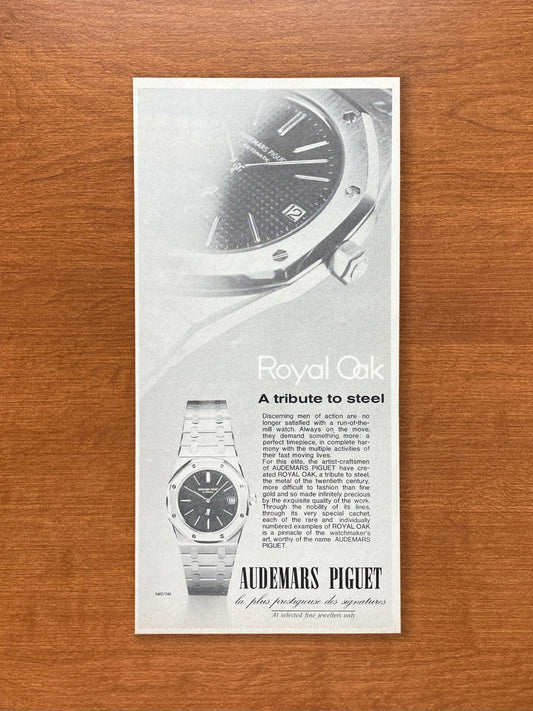 AUDEMARS PIGUET
AUTOMATIC
Royal Oak
A tribute to steel
Discerning men of action are no
longer satisfied with a run-of-the-
mill watch. Always on the move,
they demand something more: a
perfect timepiece, in complete har-
mony with the multiple activities of
their fast moving lives.
For this elite, the artist-craftsmen
of AUDEMARS PIGUET have cre-
ated ROYAL OAK, a tribute to steel,
the metal of the twentieth century,
more difficult to fashion than fine
gold and so made infinitely precious
by the exquisite quality of the work.
Through the nobility of its lines,
through its very special cachet,
each of the rare and individually
numbered examples of ROYAL OAK
is a pinnacle of the watchmaker's
art, worthy of the name AUDEMARS
PIGUET.
AUDEMARS PIGUET
la plus prestigieuse des signatures
At selected fine jewellers only